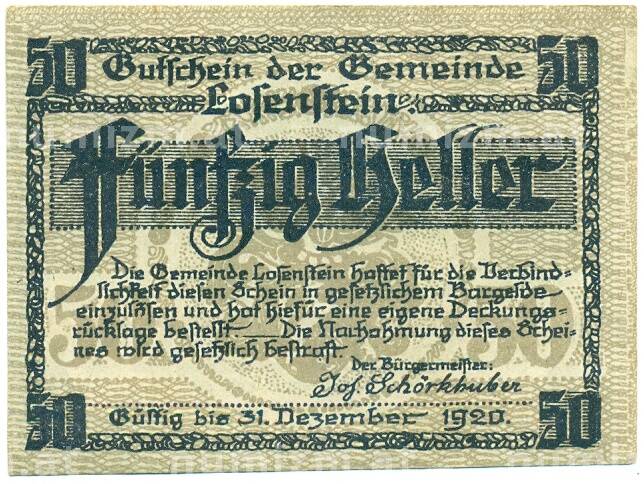 50 50
Gutschein der Gemeinde
Losenstein
Fünfzig Heller
Die Gemeinde Losenstein haftet für die Verbind-
lichkeit diesen Schein in gesetzlichem Bargelde
einzulösen und hat hiefür eine eigene Deckungs-
rücklage bestellt — Die Nachahmung dieses Schei-
nes wird gesetzlich bestraft.
Der Bürgermeister:
Jos. Schörkhuber
50 50
Gültig bis 31. Dezember 1920.